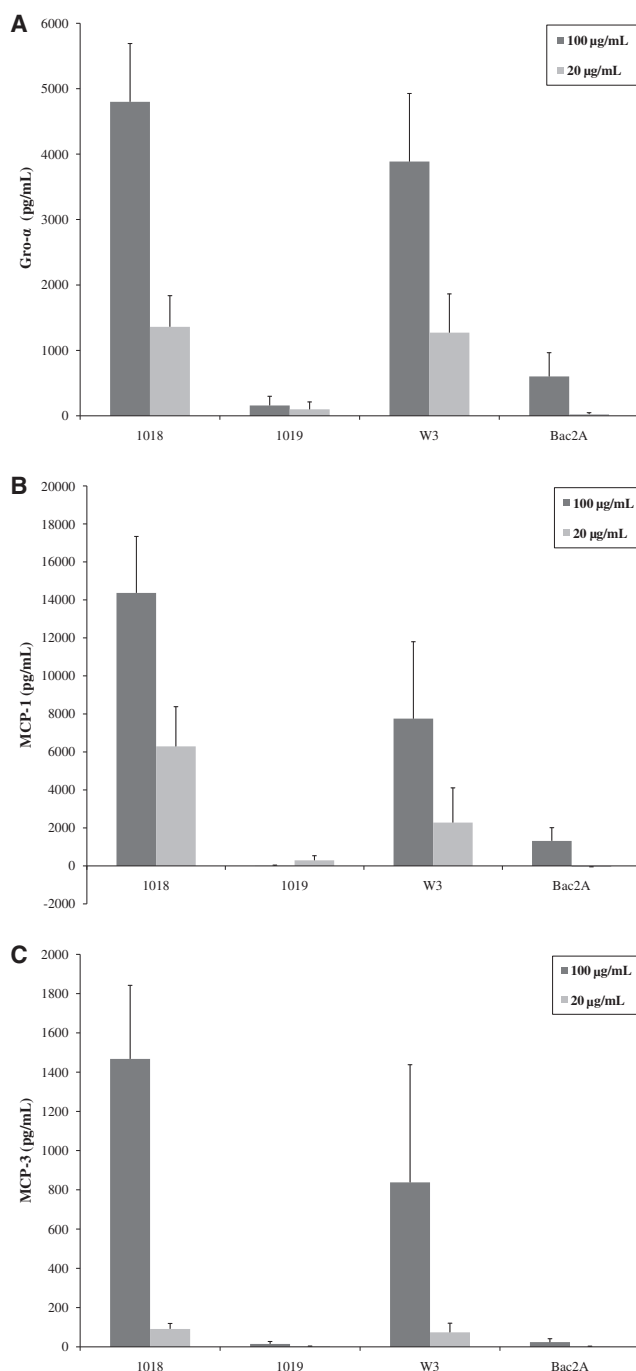 A
6000
5000
4000
3000
2000
1000
0
Gro-α (pg/mL)
100 µg/mL
20 µg/mL
1018 1019 W3 Bac2A
B
20000
18000
16000
14000
12000
10000
8000
6000
4000
2000
0
-2000
MCP-1 (pg/mL)
100 µg/mL
20 µg/mL
1018 1019 W3 Bac2A
C
2000
1800
1600
1400
1200
1000
800
600
400
200
0
MCP-3 (pg/mL)
100 µg/mL
20 µg/mL
1018 1019 W3 Bac2A